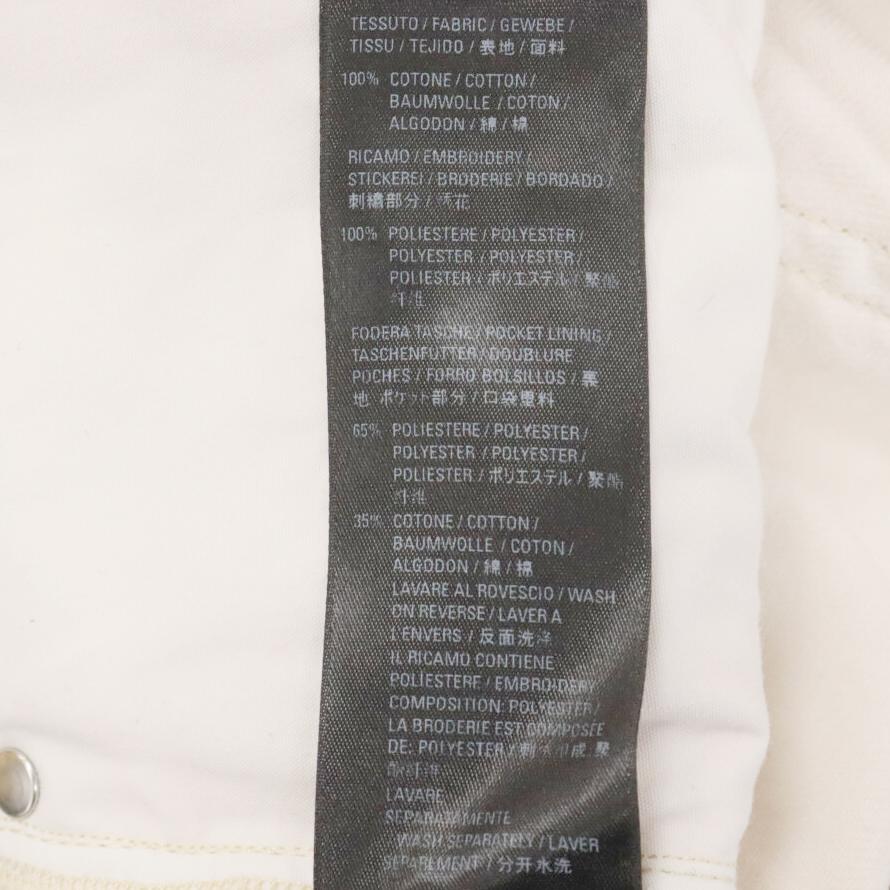 TESSUTO / FABRIC / GEWEBE /
TISSU / TEJIDO / 表地 / 面料
100% COTONE / COTTON /
BAUMWOLLE / COTON /
ALGODON / 綿 / 棉
RICAMO / EMBROIDERY /
STICKEREI / BRODERIE / BORDADO /
刺繍部分 / 绣花
100% POLIESTERE / POLYESTER /
POLYESTER / POLYESTER /
POLIESTER / ポリエステル / 聚酯
纤维
FODERA TASCHE / POCKET LINING /
TASCHENFUTTER / DOUBLURE
POCHES / FORRO BOLSILLOS / 裏
地 ポケット部分 / 口袋里料
65% POLIESTERE / POLYESTER /
POLYESTER / POLYESTER /
POLIESTER / ポリエステル / 聚酯
纤维
35% COTONE / COTTON /
BAUMWOLLE / COTON /
ALGODON / 綿 / 棉
LAVARE AL ROVESCIO / WASH
ON REVERSE / LAVER A
L'ENVERS / 反面洗涤
IL RICAMO CONTIENE
POLIESTERE / EMBROIDERY
COMPOSITION: POLYESTER /
LA BRODERIE EST COMPOSÉE
DE: POLYESTER / 成: 聚
酯纤维
LAVARE
SEPARATAMENTE
WASH SEPARATELY / LAVER
SEPAREMENT / 分开水洗